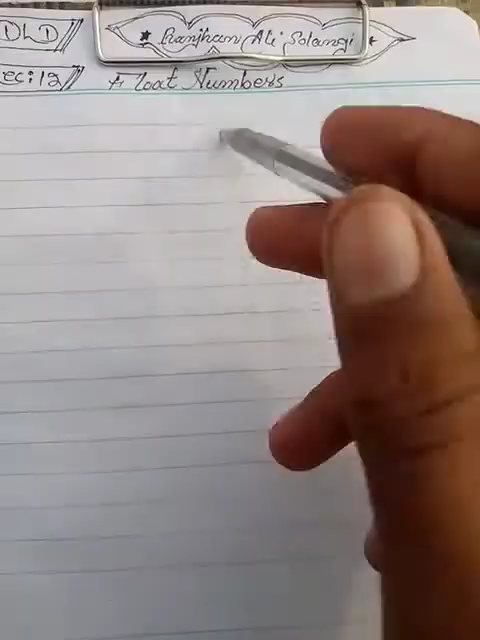 DLD
★ Ranjhan Ali Solangi ★
ec:12
Float Numbers